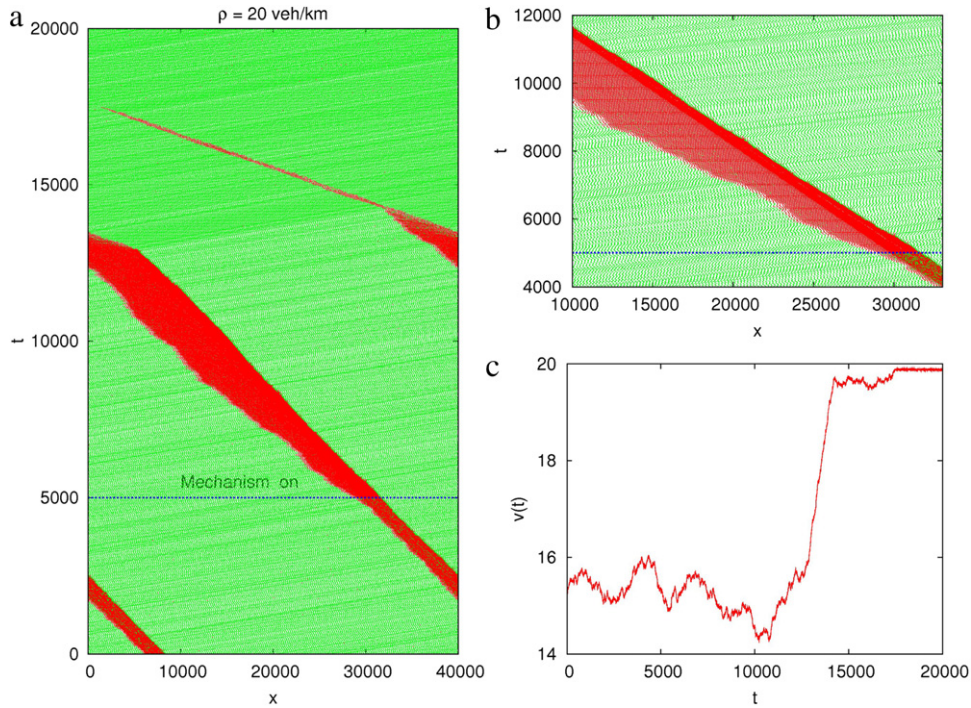 a
ρ = 20 veh/km
20000
15000
t
10000
Mechanism on
5000
0
0 10000 20000 30000 40000
x
b
12000
10000
t
8000
6000
4000
10000 15000 20000 25000 30000
x
c
20
18
v(t)
16
14
0 5000 10000 15000 20000
t